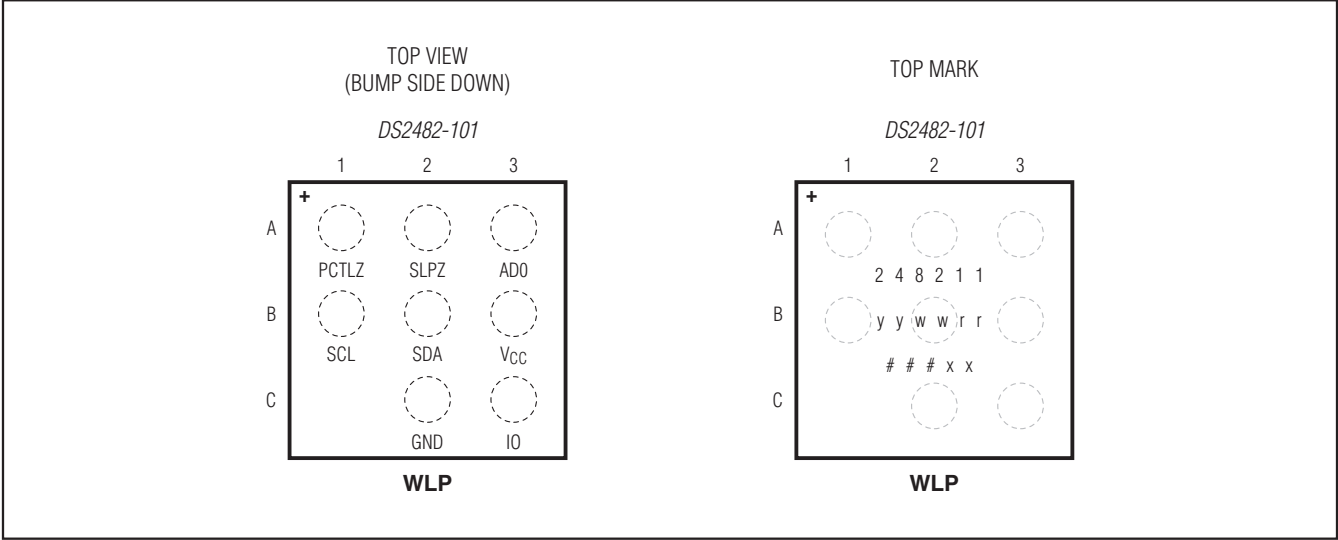 TOP VIEW
(BUMP SIDE DOWN)
DS2482-101
1 2 3
+
A
PCTLZ SLPZ AD0
B
SCL SDA VCC
C
GND IO
WLP
TOP MARK
DS2482-101
1 2 3
+
A
2 4 8 2 1 1
B
y y w w r r
# # # x x
C
WLP